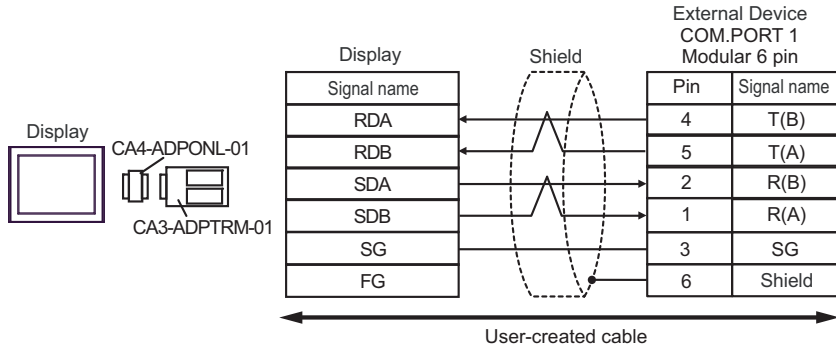 External Device
COM.PORT 1
Modular 6 pin
Display
Shield
Signal name
Pin
Signal name
RDA
4
T(B)
RDB
5
T(A)
SDA
2
R(B)
SDB
1
R(A)
SG
3
SG
FG
6
Shield
Display
CA4-ADPONL-01
CA3-ADPTRM-01
User-created cable